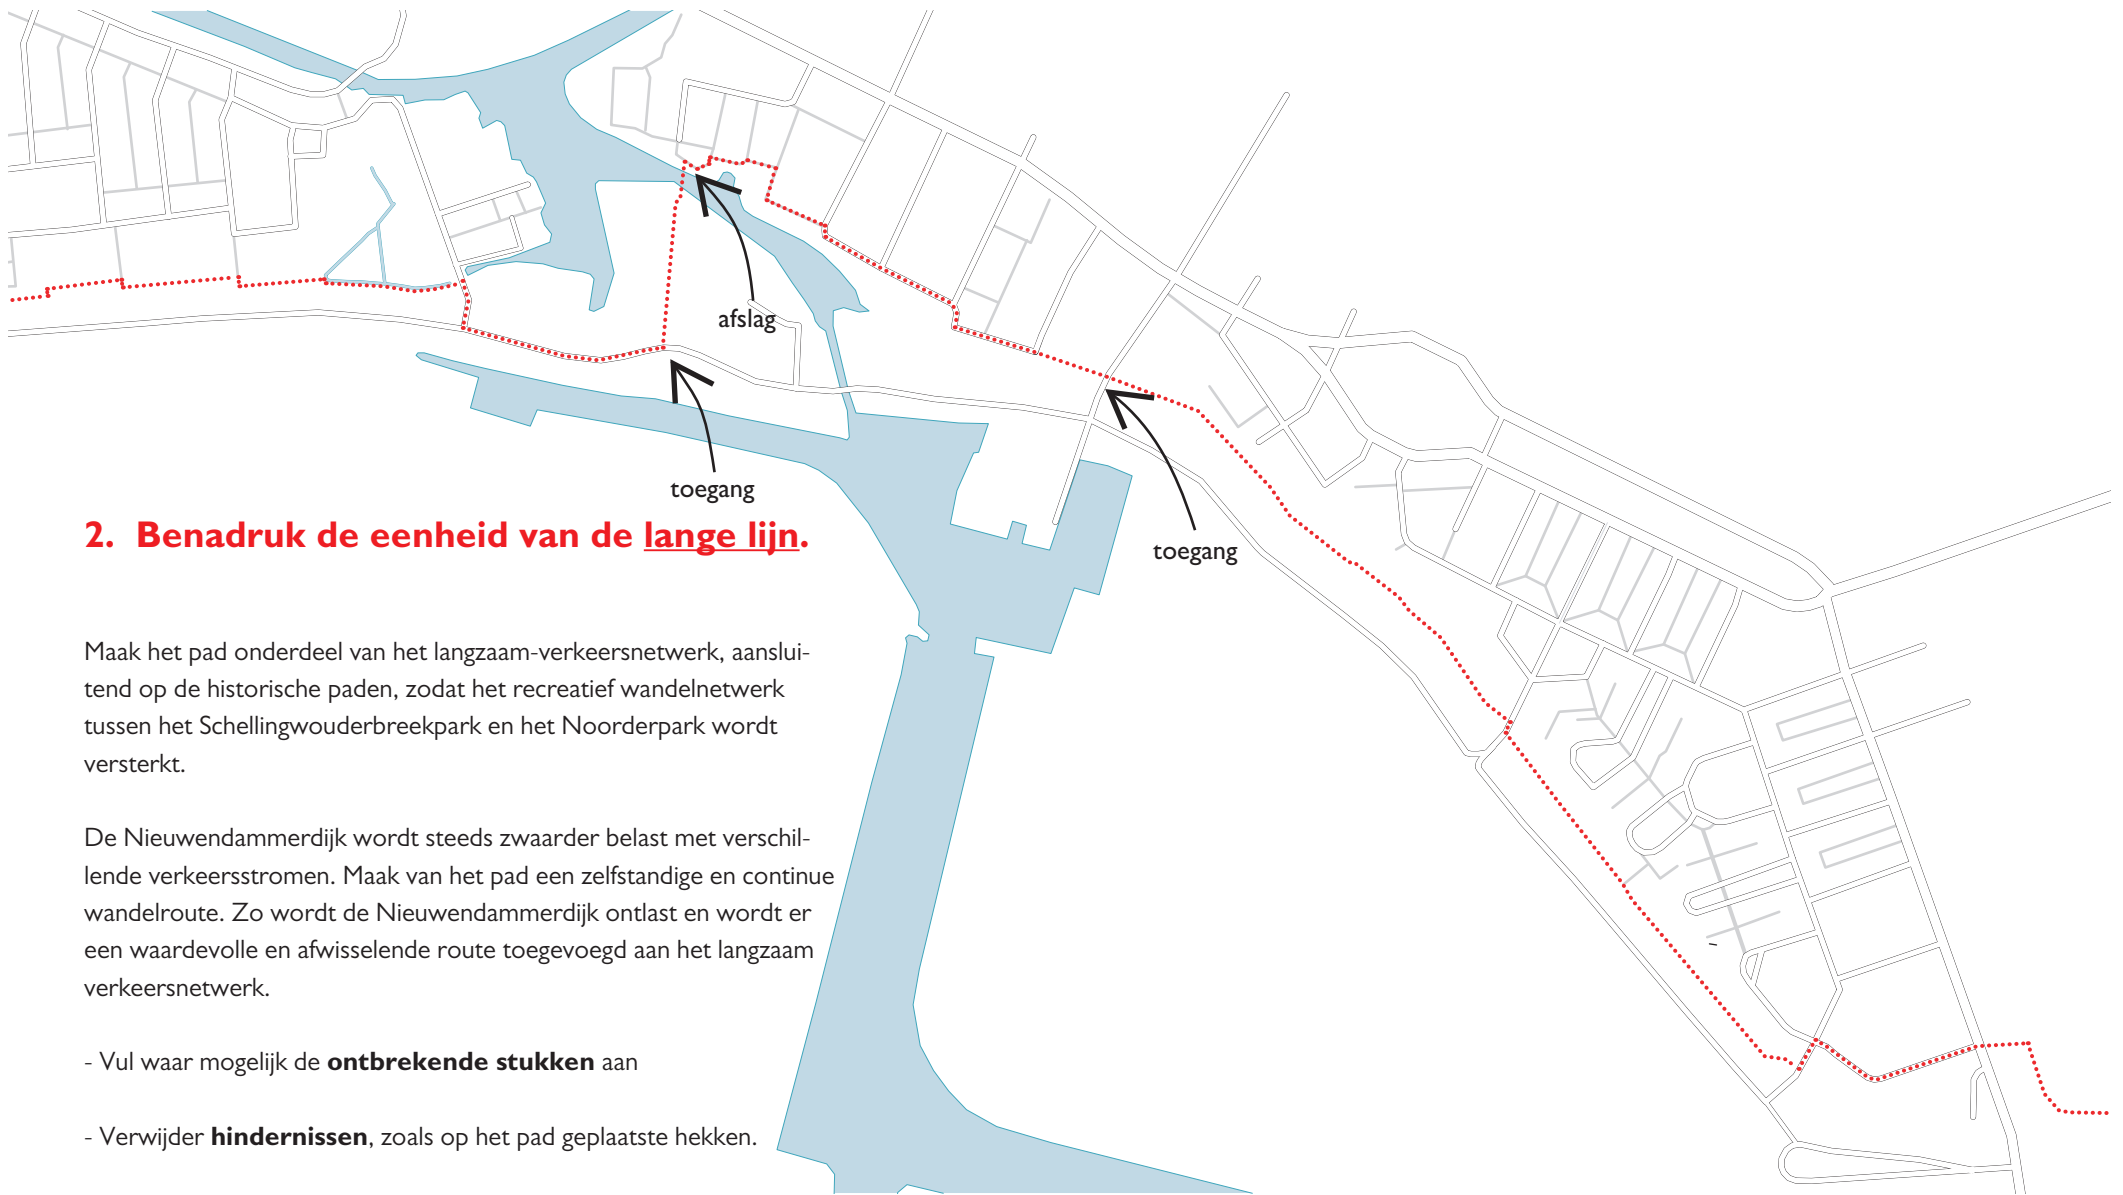 afslag
toegang
toegang
2. Benadruk de eenheid van de lange lijn.
Maak het pad onderdeel van het langzaam-verkeersnetwerk, aanslui-
tend op de historische paden, zodat het recreatief wandelnetwerk
tussen het Schellingwouderbreekpark en het Noorderpark wordt
versterkt.
De Nieuwendammerdijk wordt steeds zwaarder belast met verschil-
lende verkeersstromen. Maak van het pad een zelfstandige en continue
wandelroute. Zo wordt de Nieuwendammerdijk ontlast en wordt er
een waardevolle en afwisselende route toegevoegd aan het langzaam
verkeersnetwerk.
- Vul waar mogelijk de ontbrekende stukken aan
- Verwijder hindernissen, zoals op het pad geplaatste hekken.